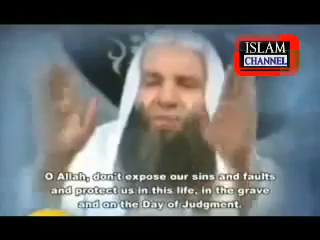 ISLAM
CHANNEL
O Allah, don't expose our sins and faults
and protect us in this life, in the grave
and on the Day of Judgment.